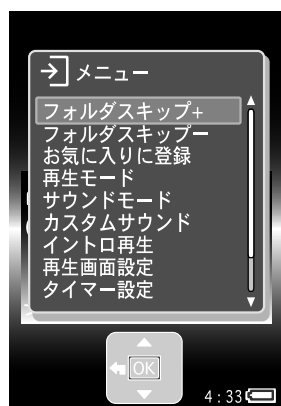 メニュー
フォルダスキップ+
フォルダスキップー
お気に入りに登録
再生モード
サウンドモード
カスタムサウンド
イントロ再生
再生画面設定
タイマー設定
OK
4:33